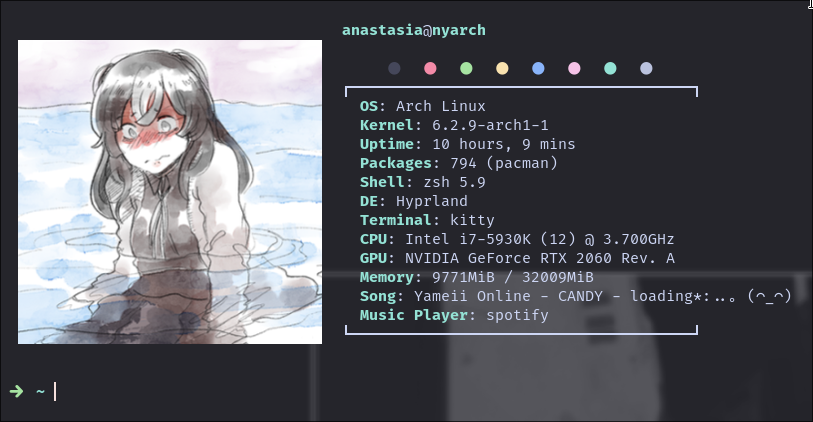 anastasia@nyarch
OS: Arch Linux
Kernel: 6.2.9-arch1-1
Uptime: 10 hours, 9 mins
Packages: 794 (pacman)
Shell: zsh 5.9
DE: Hyprland
Terminal: kitty
CPU: Intel i7-5930K (12) @ 3.700GHz
GPU: NVIDIA GeForce RTX 2060 Rev. A
Memory: 9771MiB / 32009MiB
Song: Yameii Online - CANDY - loading*:..｡ (⌒_⌒)
Music Player: spotify
➜ ~